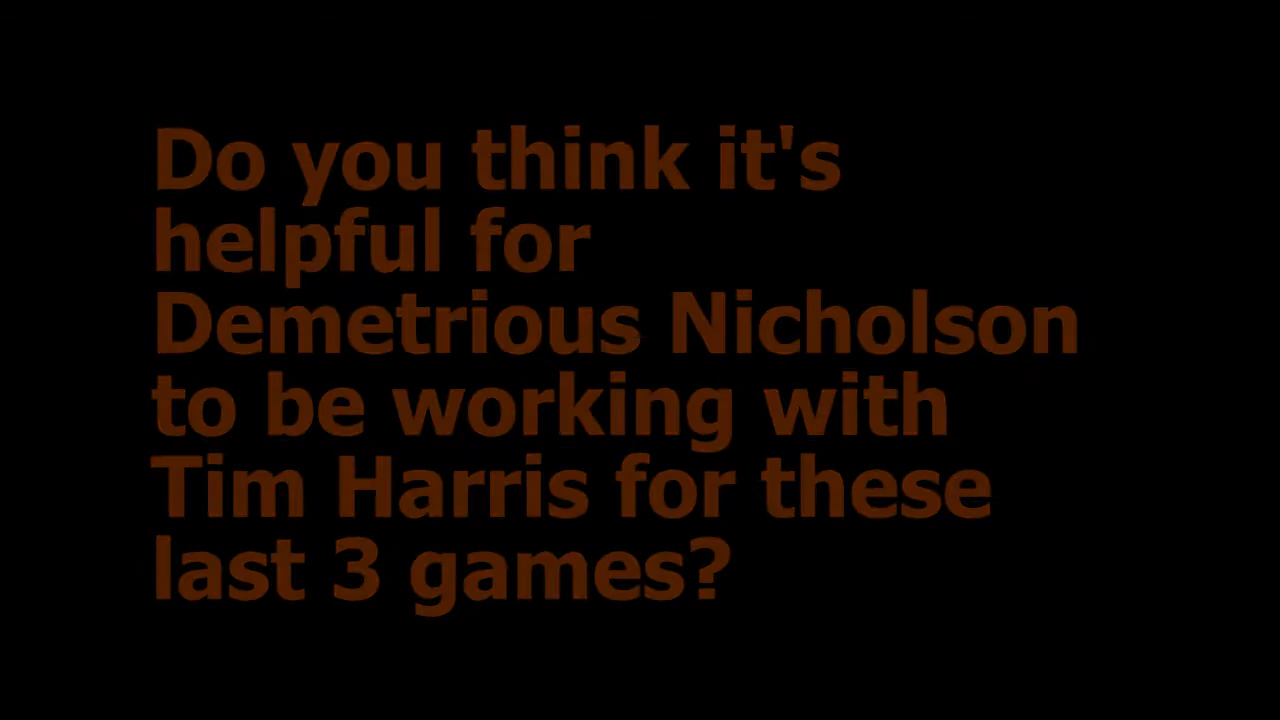 Do you think it's
helpful for
Demetrious Nicholson
to be working with
Tim Harris for these
last 3 games?